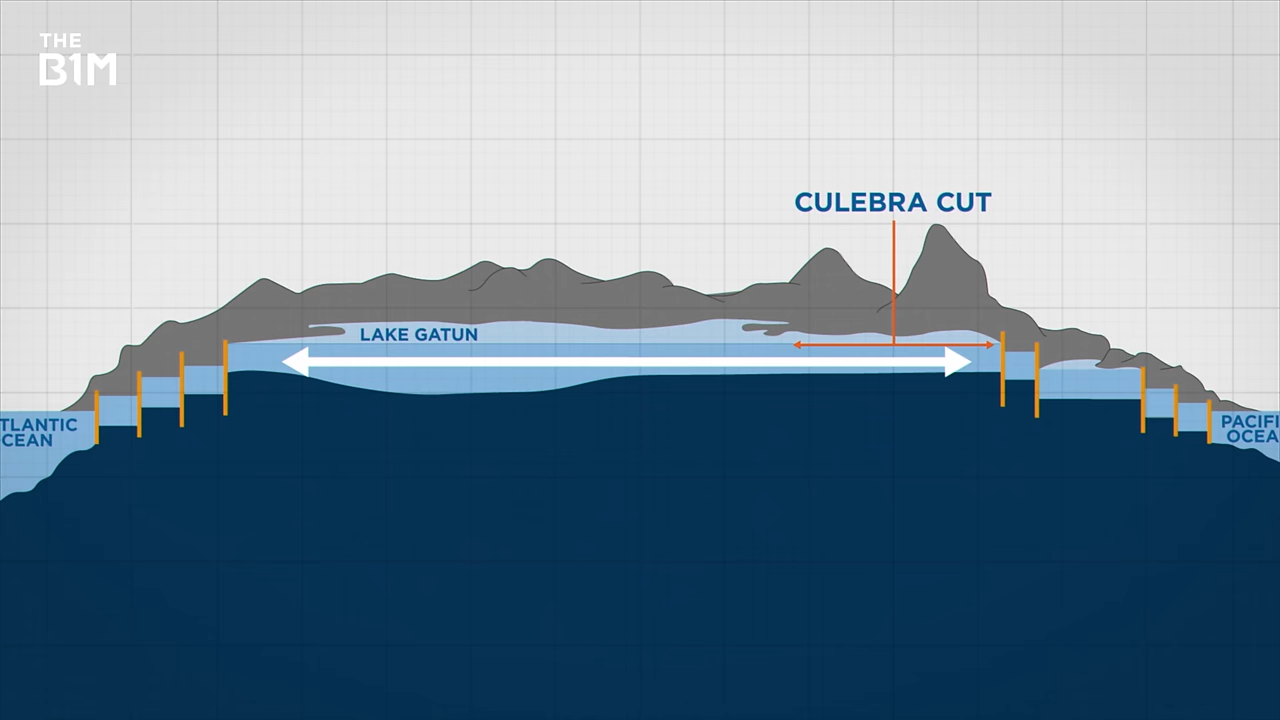 THE
B1M
CULEBRA CUT
LAKE GATUN
TLANTIC
CEAN
PACIFI
OCEA